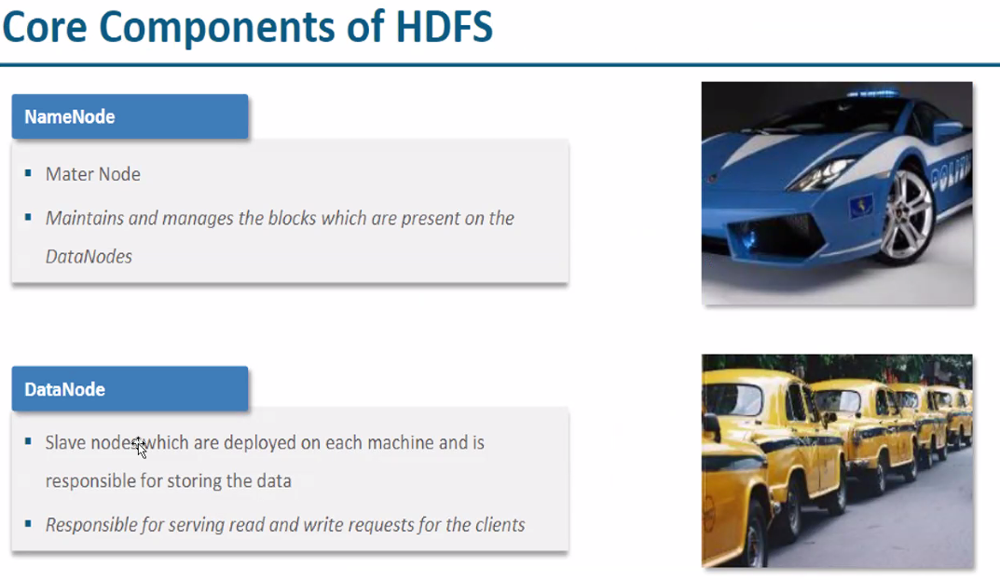 Core Components of HDFS
NameNode
Mater Node
Maintains and manages the blocks which are present on the
DataNodes
POLIZIA
DataNode
Slave nodes which are deployed on each machine and is
responsible for storing the data
Responsible for serving read and write requests for the clients